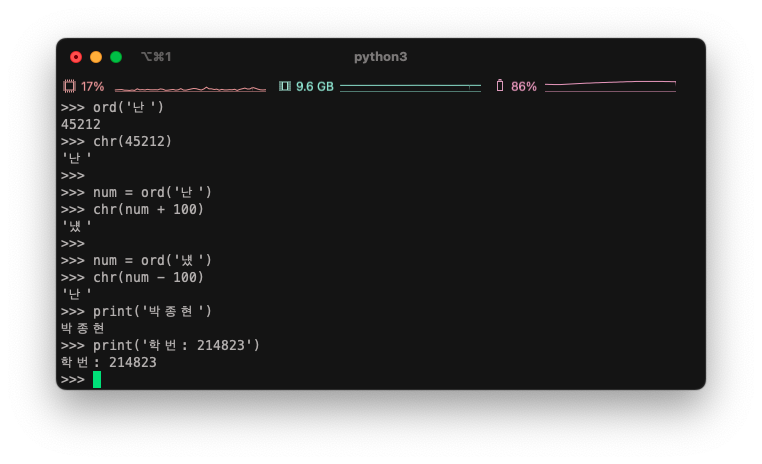 ⌥⌘1
python3
17%
9.6 GB
86%
>>> ord('난')
45212
>>> chr(45212)
'난'
>>>
>>> num = ord('난')
>>> chr(num + 100)
'냈'
>>>
>>> num = ord('냈')
>>> chr(num - 100)
'난'
>>> print('박종현')
박종현
>>> print('학번: 214823')
학번: 214823
>>>